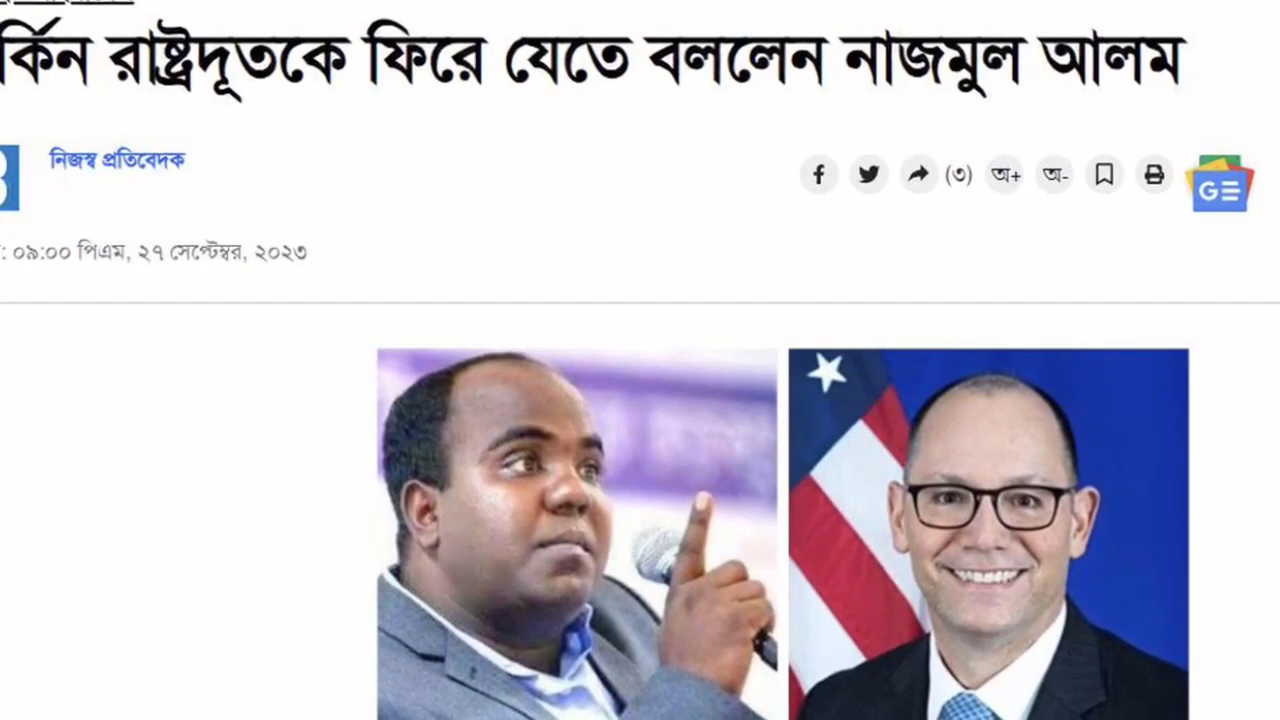 র্কিন রাষ্ট্রদূতকে ফিরে যেতে বললেন নাজমুল আলম
নিজস্ব প্রতিবেদক
(৩) অ+ অ-
: ০৯:০০ পিএম, ২৭ সেপ্টেম্বর, ২০২৩